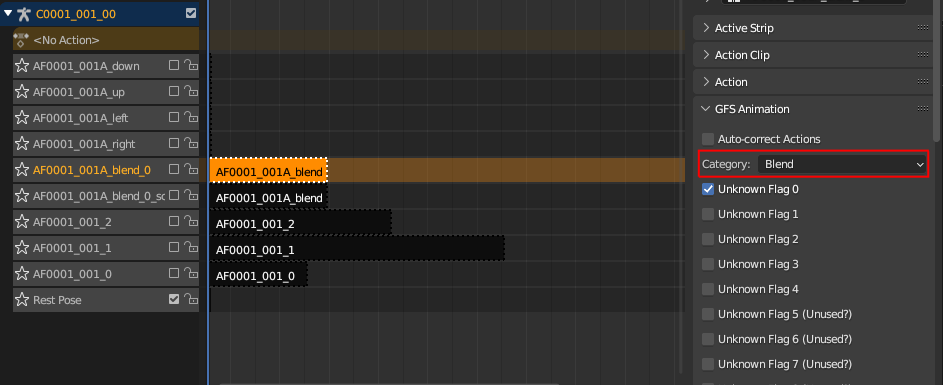 C0001_001_00
<No Action>
AF0001_001A_down
AF0001_001A_up
AF0001_001A_left
AF0001_001A_right
AF0001_001A_blend_0
AF0001_001A_blend_0_sc
AF0001_001_2
AF0001_001_1
AF0001_001_0
Rest Pose
AF0001_001A_blend
AF0001_001A_blend
AF0001_001_2
AF0001_001_1
AF0001_001_0
Active Strip
Action Clip
Action
GFS Animation
Auto-correct Actions
Category: Blend
Unknown Flag 0
Unknown Flag 1
Unknown Flag 2
Unknown Flag 3
Unknown Flag 4
Unknown Flag 5 (Unused?)
Unknown Flag 6 (Unused?)
Unknown Flag 7 (Unused?)